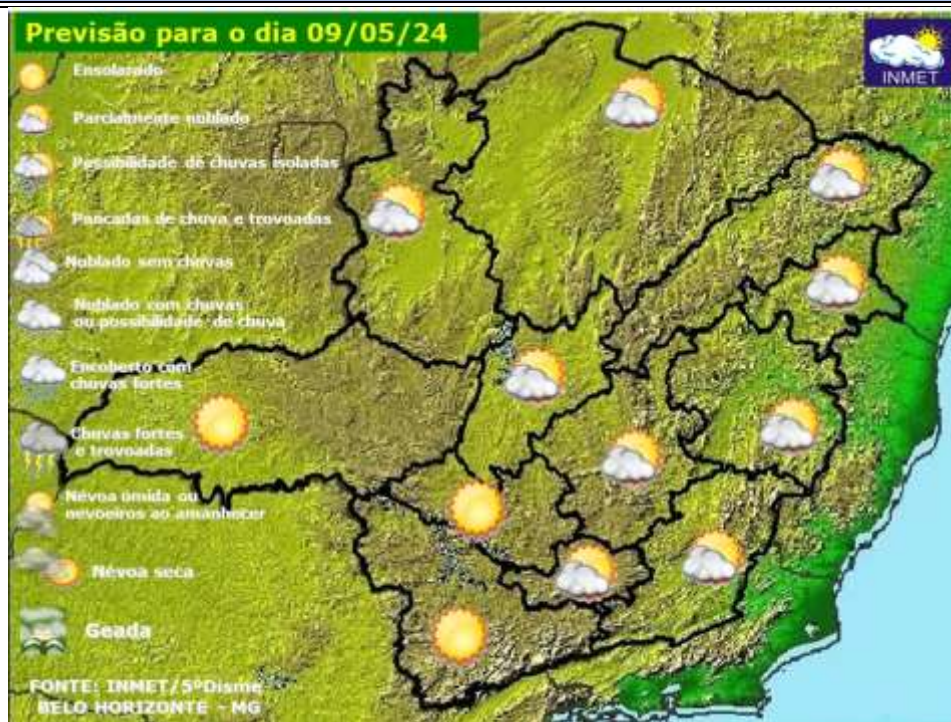 Previsão para o dia 09/05/24
INMET
Ensolarado
Parcialmente nublado
Possibilidade de chuvas isoladas
Pancadas de chuva e trovoadas
Nublado sem chuvas
Nublado com chuvas
ou possibilidade de chuva
Encoberto com
chuvas fortes
Chuvas fortes
e trovoadas
Névoa úmida ou
nevoeiros ao amanhecer
Névoa seca
Geada
FONTE: INMET/5ºDisme
BELO HORIZONTE - MG